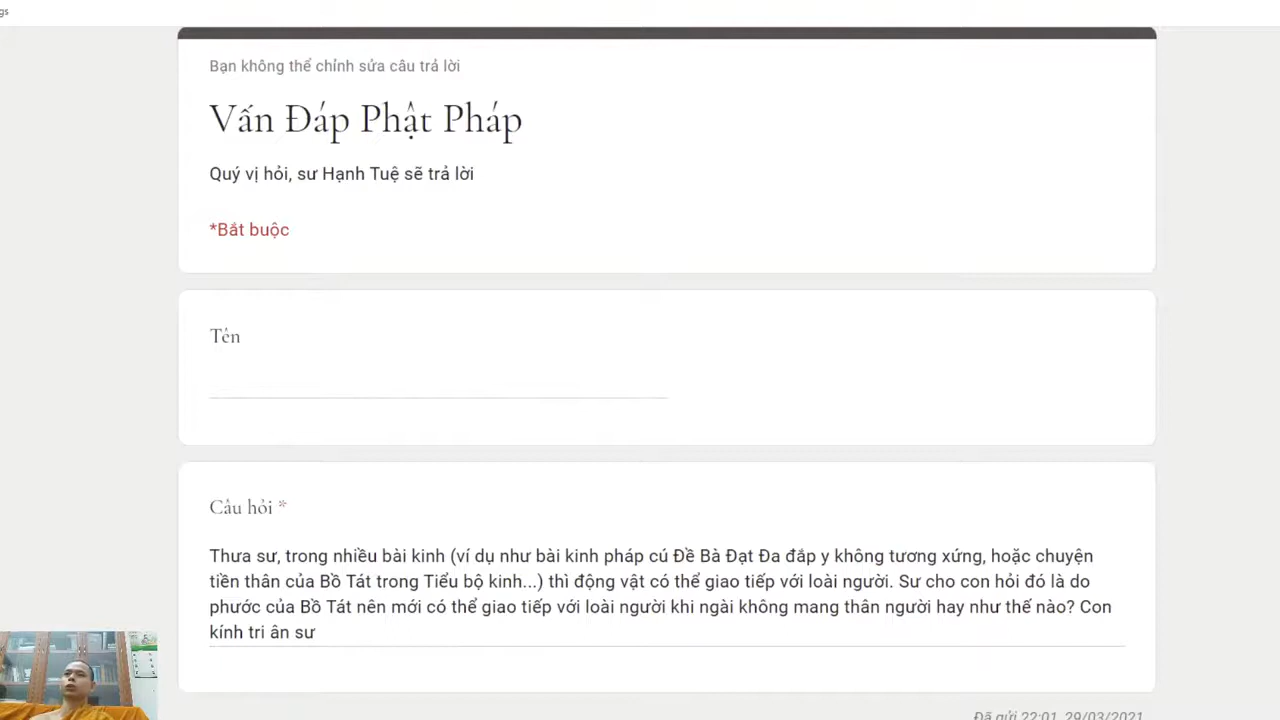 gs
Bạn không thể chỉnh sửa câu trả lời
Vấn Đáp Phật Pháp
Quý vị hỏi, sư Hạnh Tuệ sẽ trả lời
*Bắt buộc
Tên
Câu hỏi *
Thưa sư, trong nhiều bài kinh (ví dụ như bài kinh pháp cú Đề Bà Đạt Đa đắp y không tương xứng, hoặc chuyện
tiền thân của Bồ Tát trong Tiểu bộ kinh...) thì động vật có thể giao tiếp với loài người. Sư cho con hỏi đó là do
phước của Bồ Tát nên mới có thể giao tiếp với loài người khi ngài không mang thân người hay như thế nào? Con
kính tri ân sư
Đã gửi 22:01, 29/03/2021